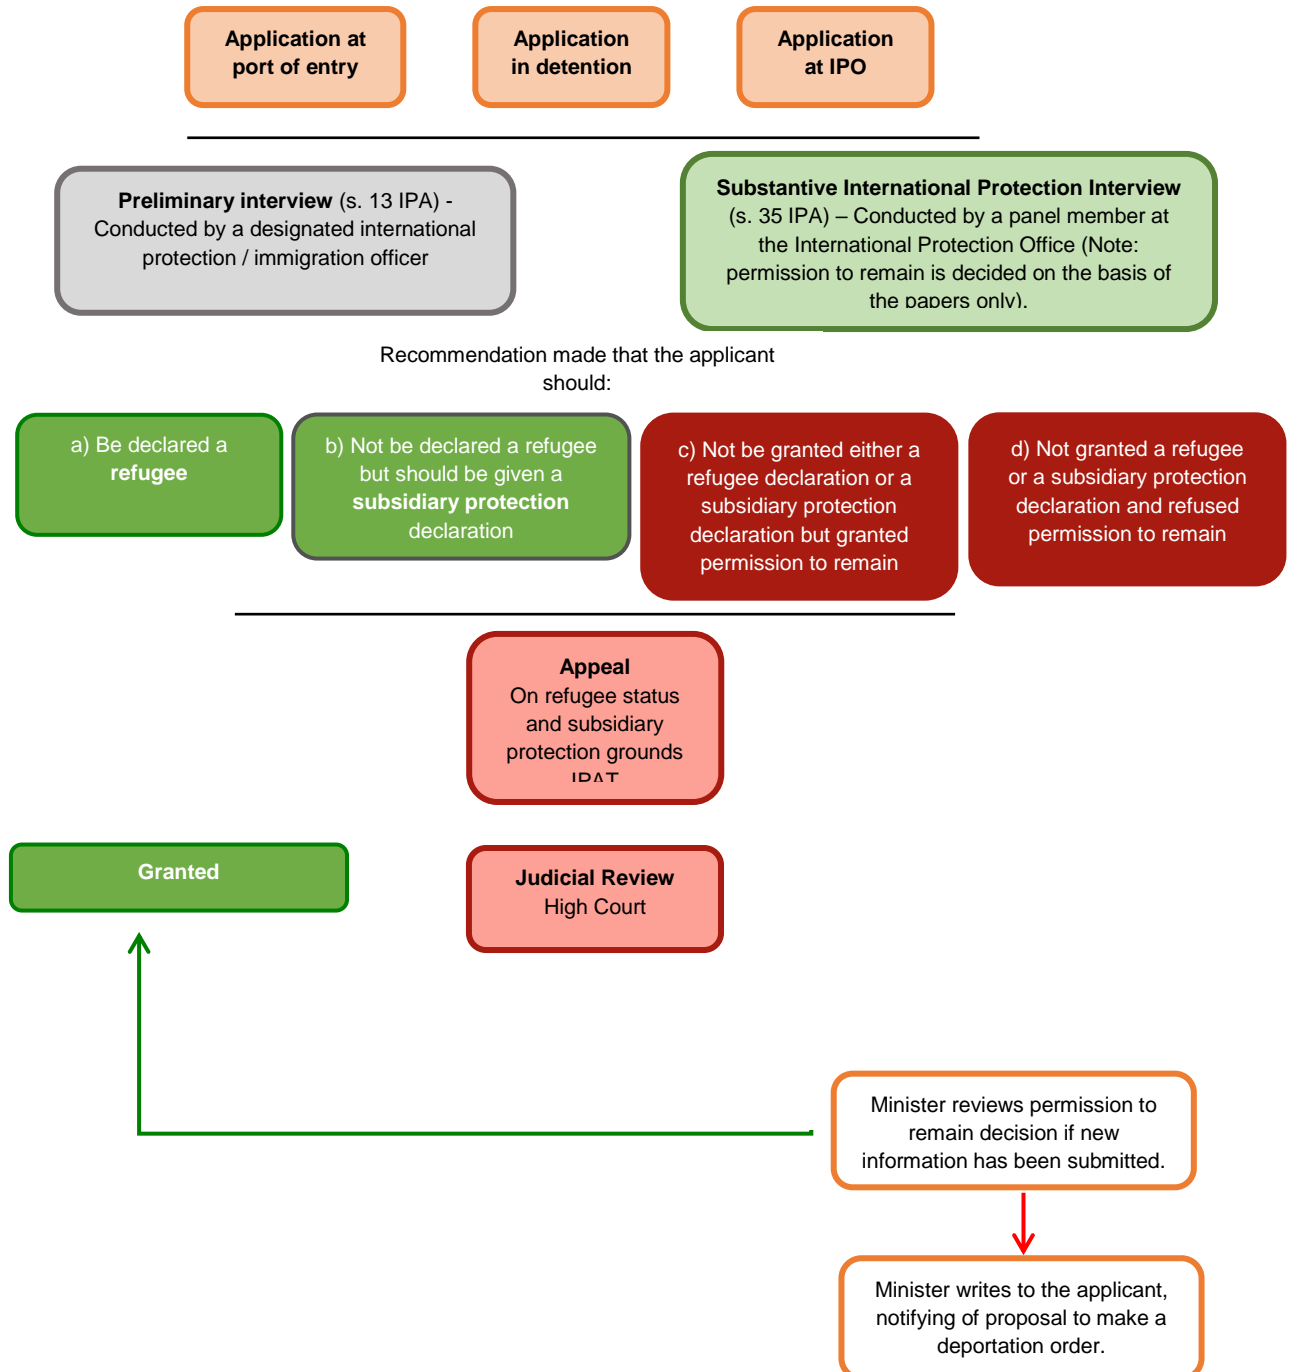 Application at
port of entry
Application
in detention
Application
at IPO
Preliminary interview (s. 13 IPA) -
Conducted by a designated international
protection / immigration officer
Substantive International Protection Interview
(s. 35 IPA) – Conducted by a panel member at
the International Protection Office (Note:
permission to remain is decided on the basis of
the papers only).
Recommendation made that the applicant
should:
a) Be declared a
refugee
b) Not be declared a refugee
but should be given a
subsidiary protection
declaration
c) Not be granted either a
refugee declaration or a
subsidiary protection
declaration but granted
permission to remain
d) Not granted a refugee
or a subsidiary protection
declaration and refused
permission to remain
Appeal
On refugee status
and subsidiary
protection grounds
IPAT
Granted
Judicial Review
High Court
Minister reviews permission to
remain decision if new
information has been submitted.
Minister writes to the applicant,
notifying of proposal to make a
deportation order.